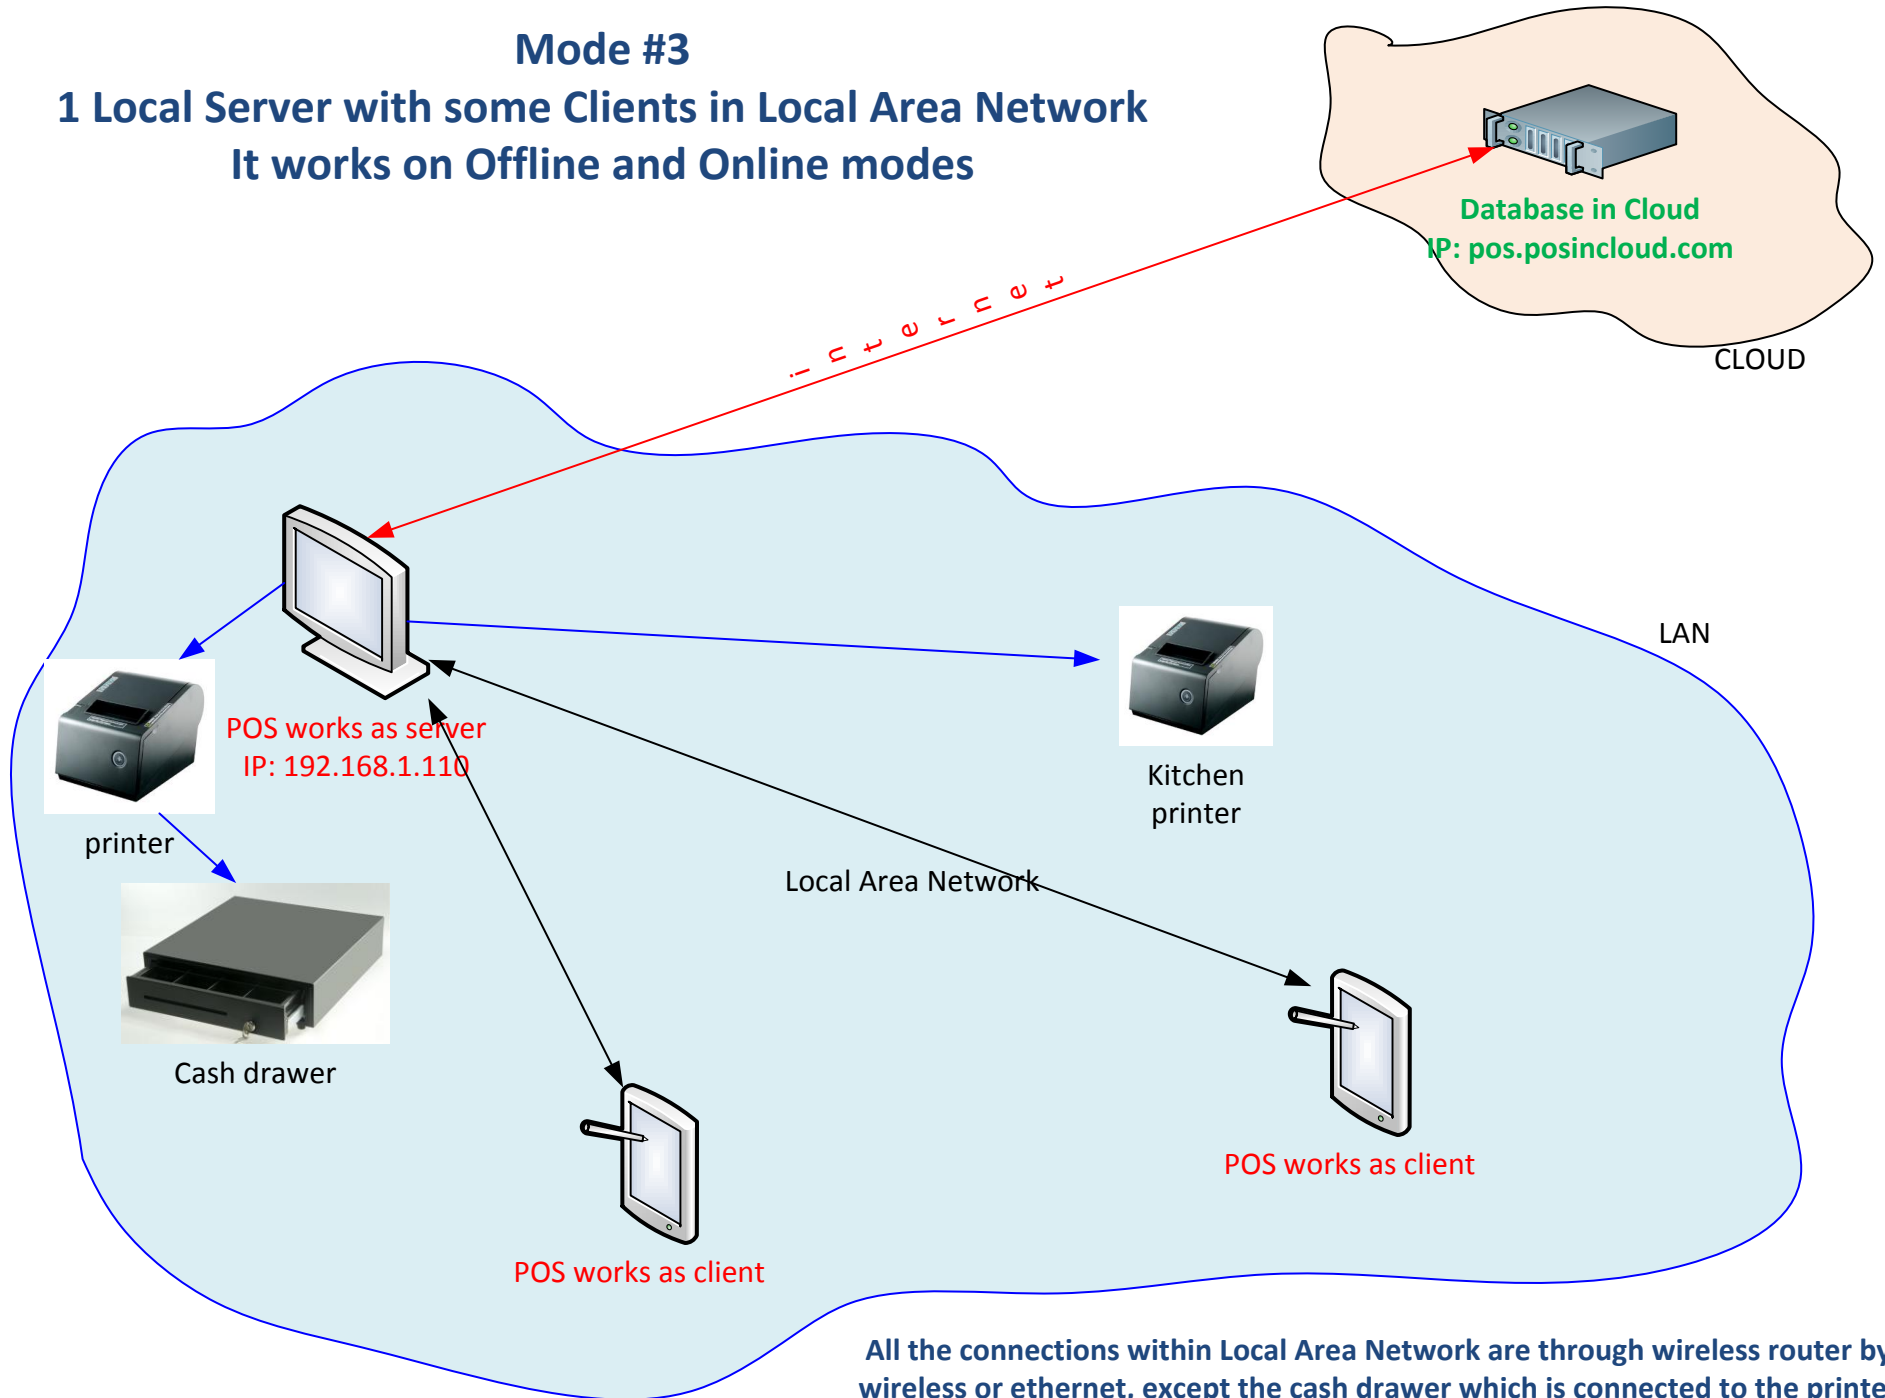 Mode #3
1 Local Server with some Clients in Local Area Network
It works on Offline and Online modes
Database in Cloud
IP: pos.posincloud.com
internet
CLOUD
LAN
POS works as server
IP: 192.168.1.110
Kitchen
printer
printer
Local Area Network
Cash drawer
POS works as client
POS works as client
All the connections within Local Area Network are through wireless router by
wireless or ethernet, except the cash drawer which is connected to the printe